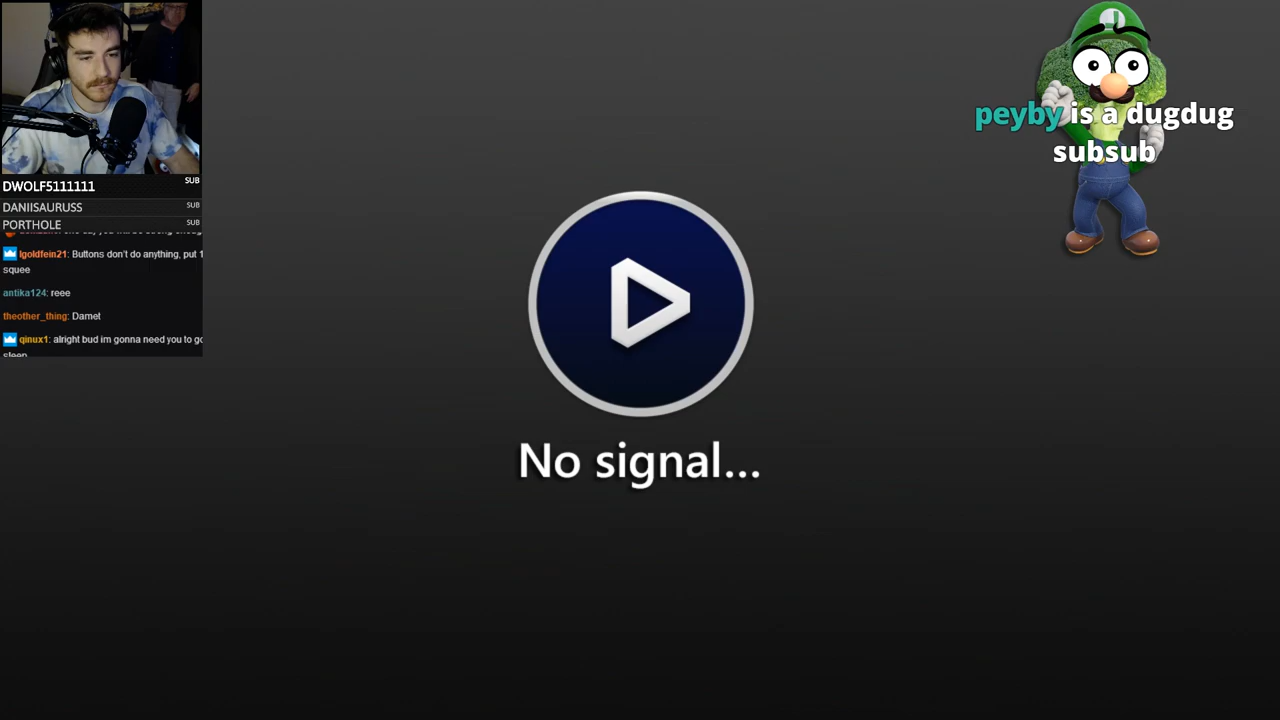 DWOLF5111111 SUB
DANIISAURUSS SUB
PORTHOLE SUB
lgoldfein21: Buttons don't do anything, put 1
squee
antika124: reee
theother_thing: Damet
qinux1: alright bud im gonna need you to go
sleep
peyby is a dugdug
subsub
No signal...